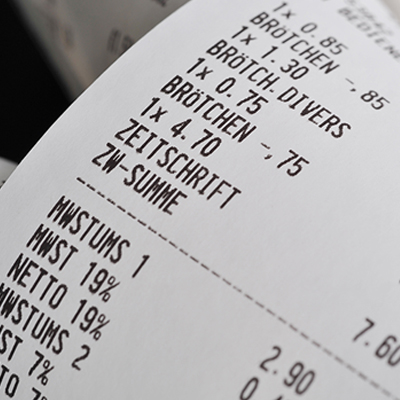 1x 0.85
BRÖTCHEN -,85
1x 1.30
BRÖTCH.DIVERS
1x 0.75
BRÖTCHEN -,75
1x 4.70
ZEITSCHRIFT
ZW-SUMME
7.60
MWSTUMS 1
2.90
MWST 19%
NETTO 19%
MWSTUMS 2
7%